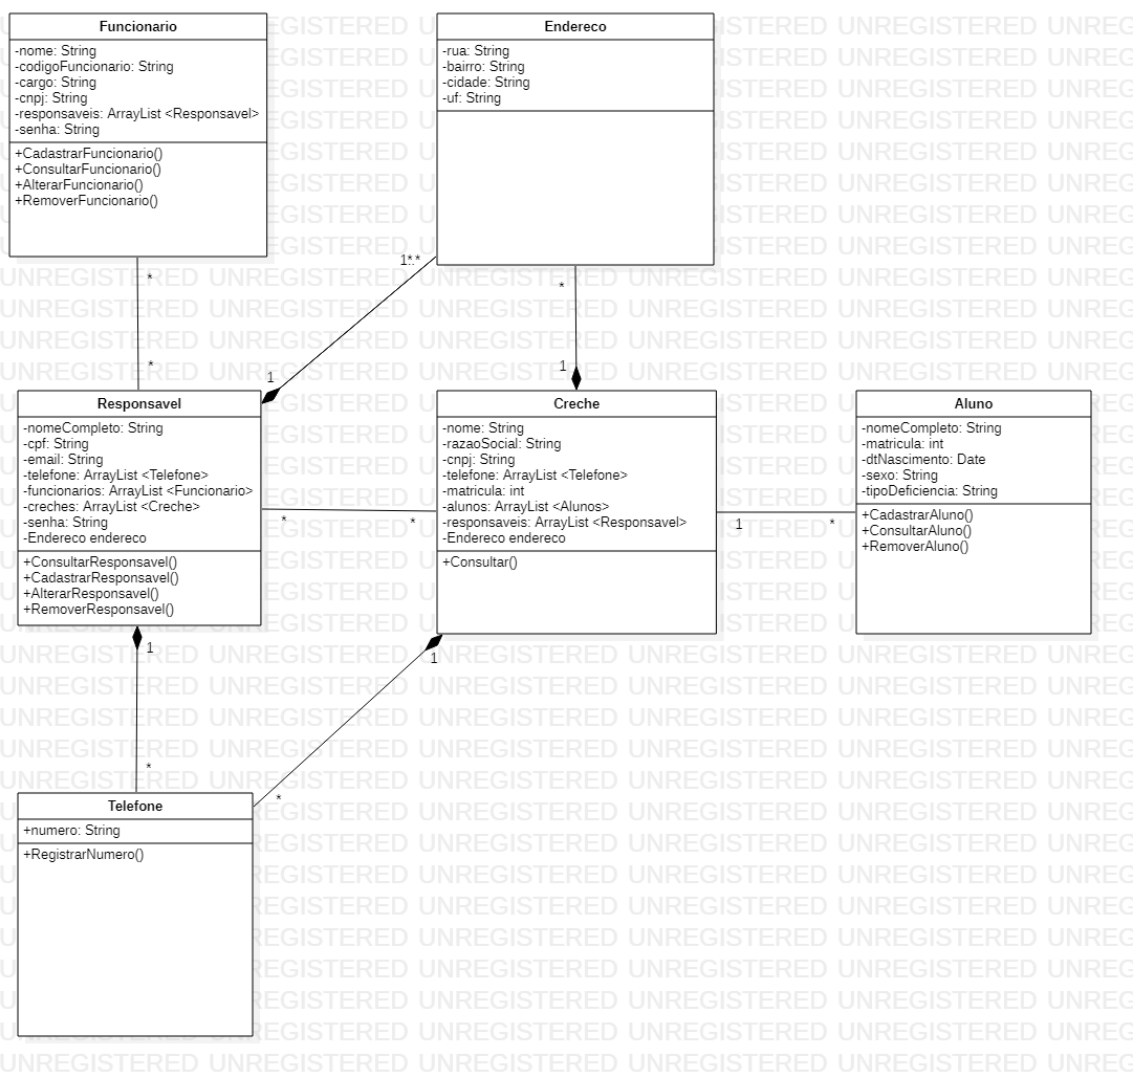 Funcionario
-nome: String
-codigoFuncionario: String
-cargo: String
-cnpj: String
-responsaveis: ArrayList <Responsavel>
-senha: String
+CadastrarFuncionario()
+ConsultarFuncionario()
+AlterarFuncionario()
+RemoverFuncionario()
Endereco
-rua: String
-bairro: String
-cidade: String
-uf: String
*
*
1..*
1
*
1
Responsavel
-nomeCompleto: String
-cpf: String
-email: String
-telefone: ArrayList <Telefone>
-funcionarios: ArrayList <Funcionario>
-creches: ArrayList <Creche>
-senha: String
-Endereco endereco
+ConsultarResponsavel()
+CadastrarResponsavel()
+AlterarResponsavel()
+RemoverResponsavel()
*
*
Creche
-nome: String
-razaoSocial: String
-cnpj: String
-telefone: ArrayList <Telefone>
-matricula: int
-alunos: ArrayList <Alunos>
-responsaveis: ArrayList <Responsavel>
-Endereco endereco
+Consultar()
1
*
Aluno
-nomeCompleto: String
-matricula: int
-dtNascimento: Date
-sexo: String
-tipoDeficiencia: String
+CadastrarAluno()
+ConsultarAluno()
+RemoverAluno()
1
*
1
*
Telefone
+numero: String
+RegistrarNumero()
UNREGISTERED